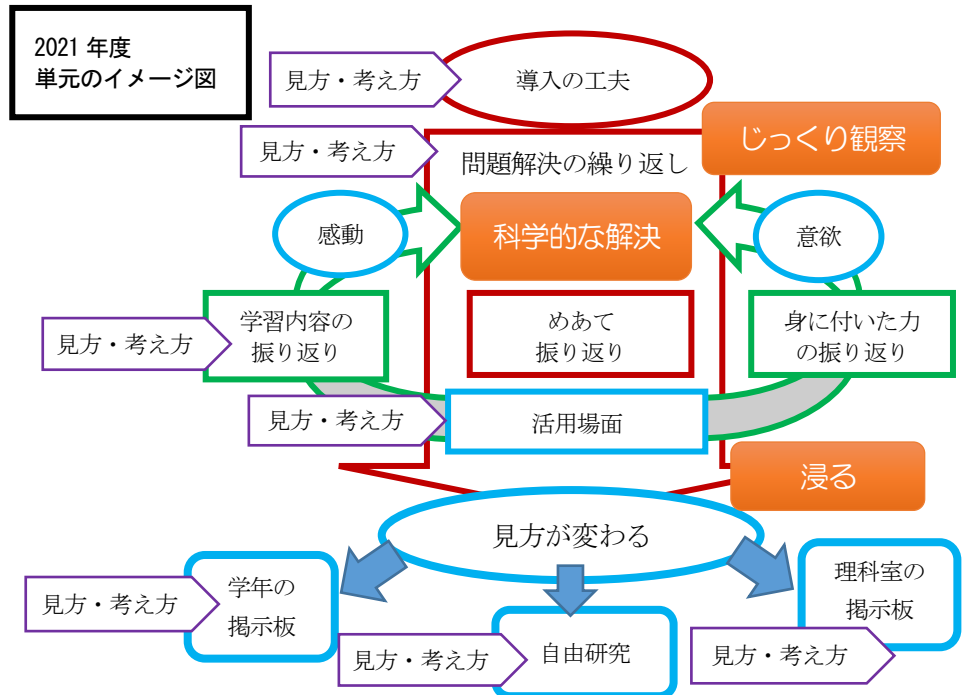 2021 年度
単元のイメージ図
見方・考え方
導入の工夫
じっくり観察
見方・考え方
問題解決の繰り返し
感動
科学的な解決
意欲
見方・考え方
学習内容の
振り返り
めあて
振り返り
身に付いた力
の振り返り
見方・考え方
活用場面
浸る
見方が変わる
見方・考え方
学年の
掲示板
見方・考え方
自由研究
理科室の
掲示板
見方・考え方